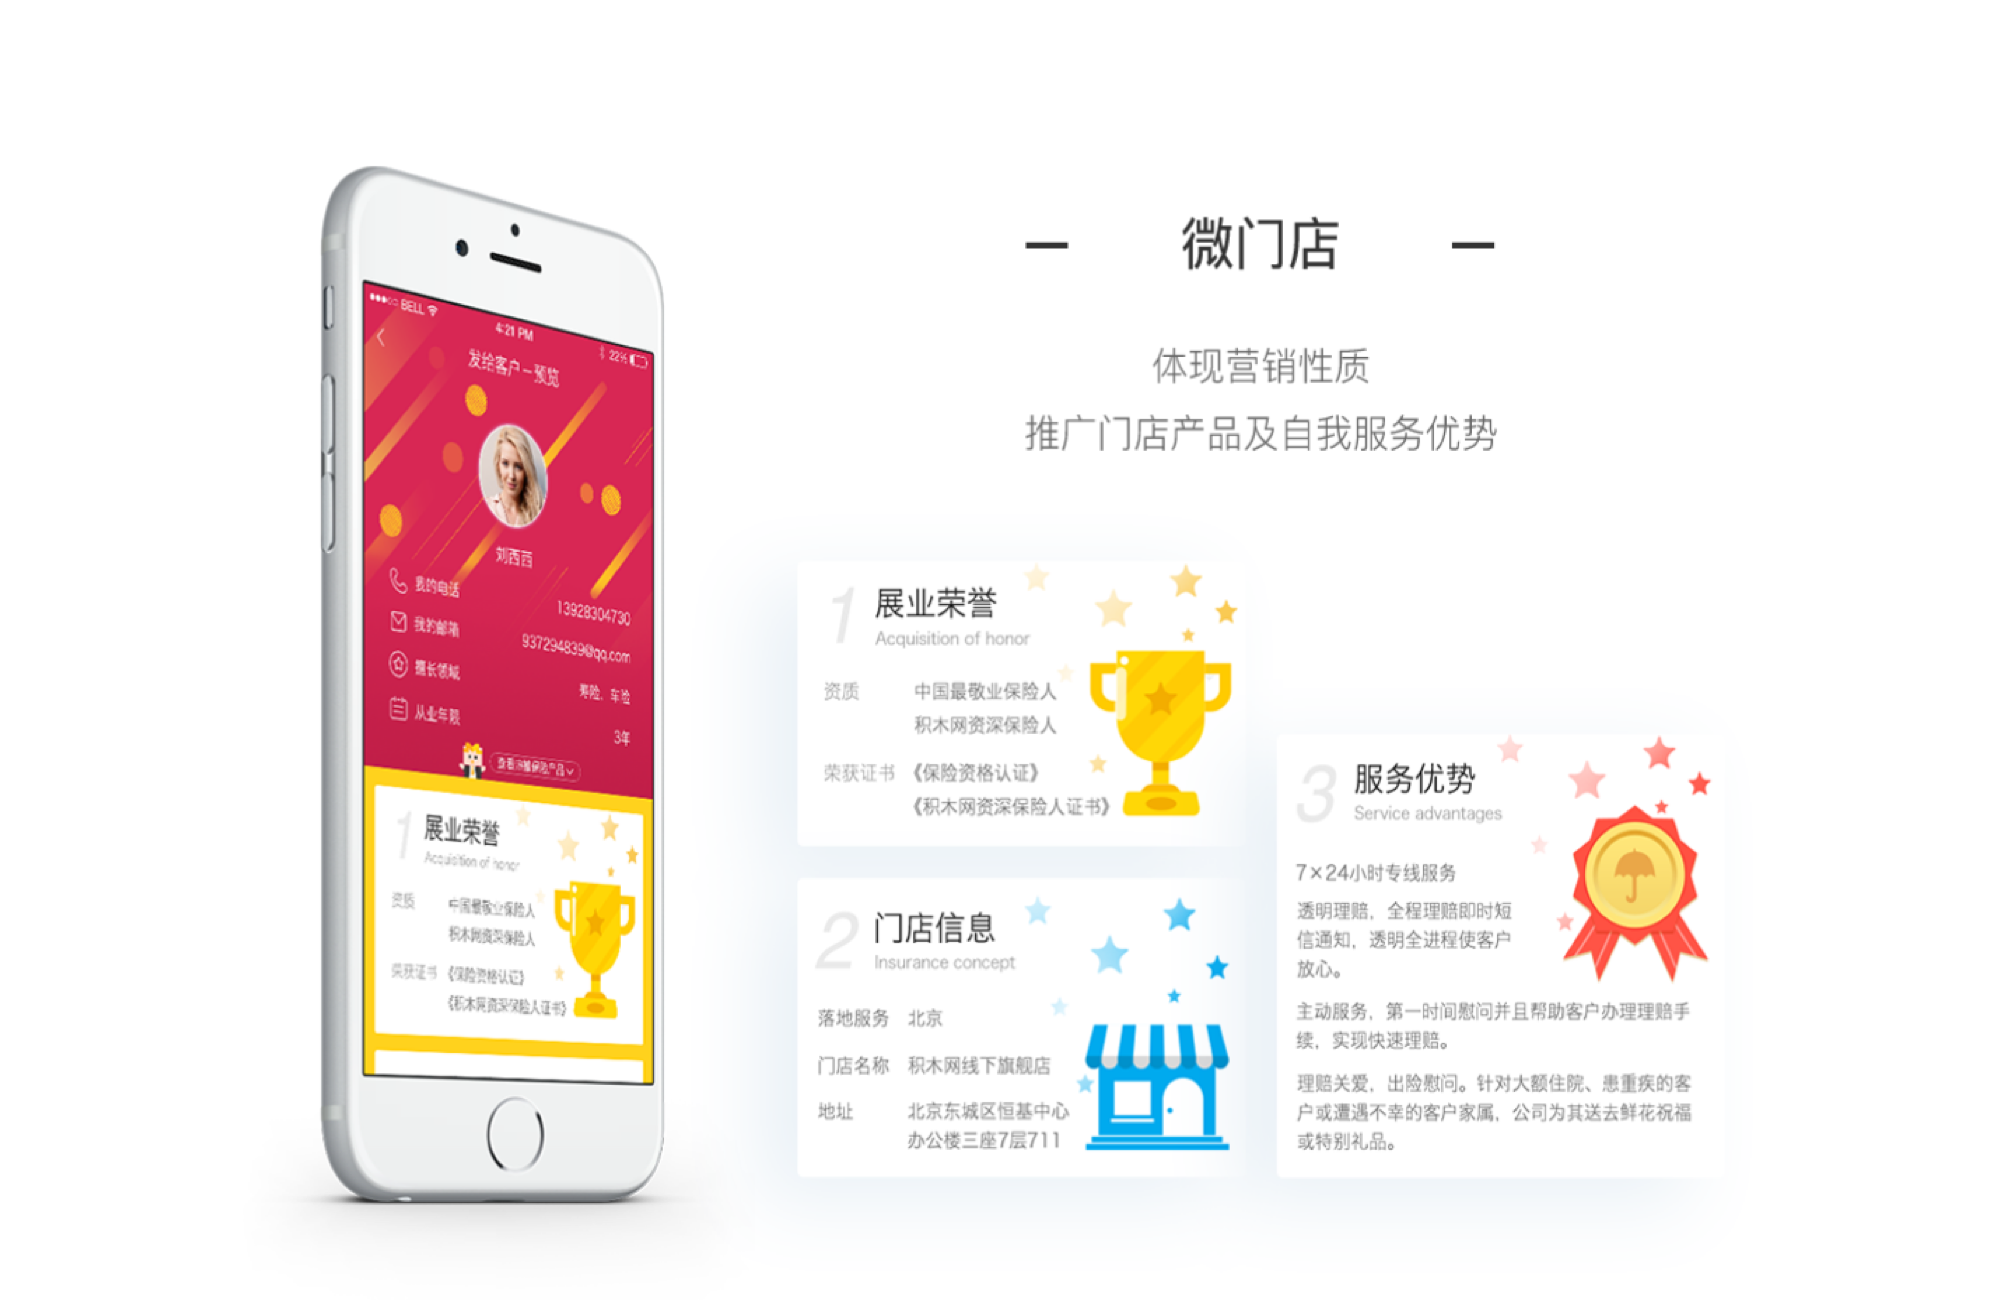 BELL
4:21 PM
22%
发给客户－预览
刘西西
我的电话
13928304730
我的邮箱
937294839@qq.com
擅长领域
寿险、车险
从业年限
3年
1
展业荣誉
Acquisition of honor
资质
中国最敬业保险人
积木网资深保险人
荣获证书
《保险资格认证》
《积木网资深保险人证书》
微门店
体现营销性质
推广门店产品及自我服务优势
1
展业荣誉
Acquisition of honor
资质 中国最敬业保险人
积木网资深保险人
荣获证书 《保险资格认证》
《积木网资深保险人证书》
2
门店信息
Insurance concept
落地服务 北京
门店名称 积木网线下旗舰店
地址 北京东城区恒基中心
办公楼三座7层711
3
服务优势
Service advantages
7×24小时专线服务
透明理赔，全程理赔即时短
信通知，透明全进程使客户
放心。
主动服务，第一时间慰问并且帮助客户办理理赔手
续，实现快速理赔。
理赔关爱，出险慰问。针对大额住院、患重疾的客
户或遭遇不幸的客户家属，公司为其送去鲜花祝福
或特别礼品。